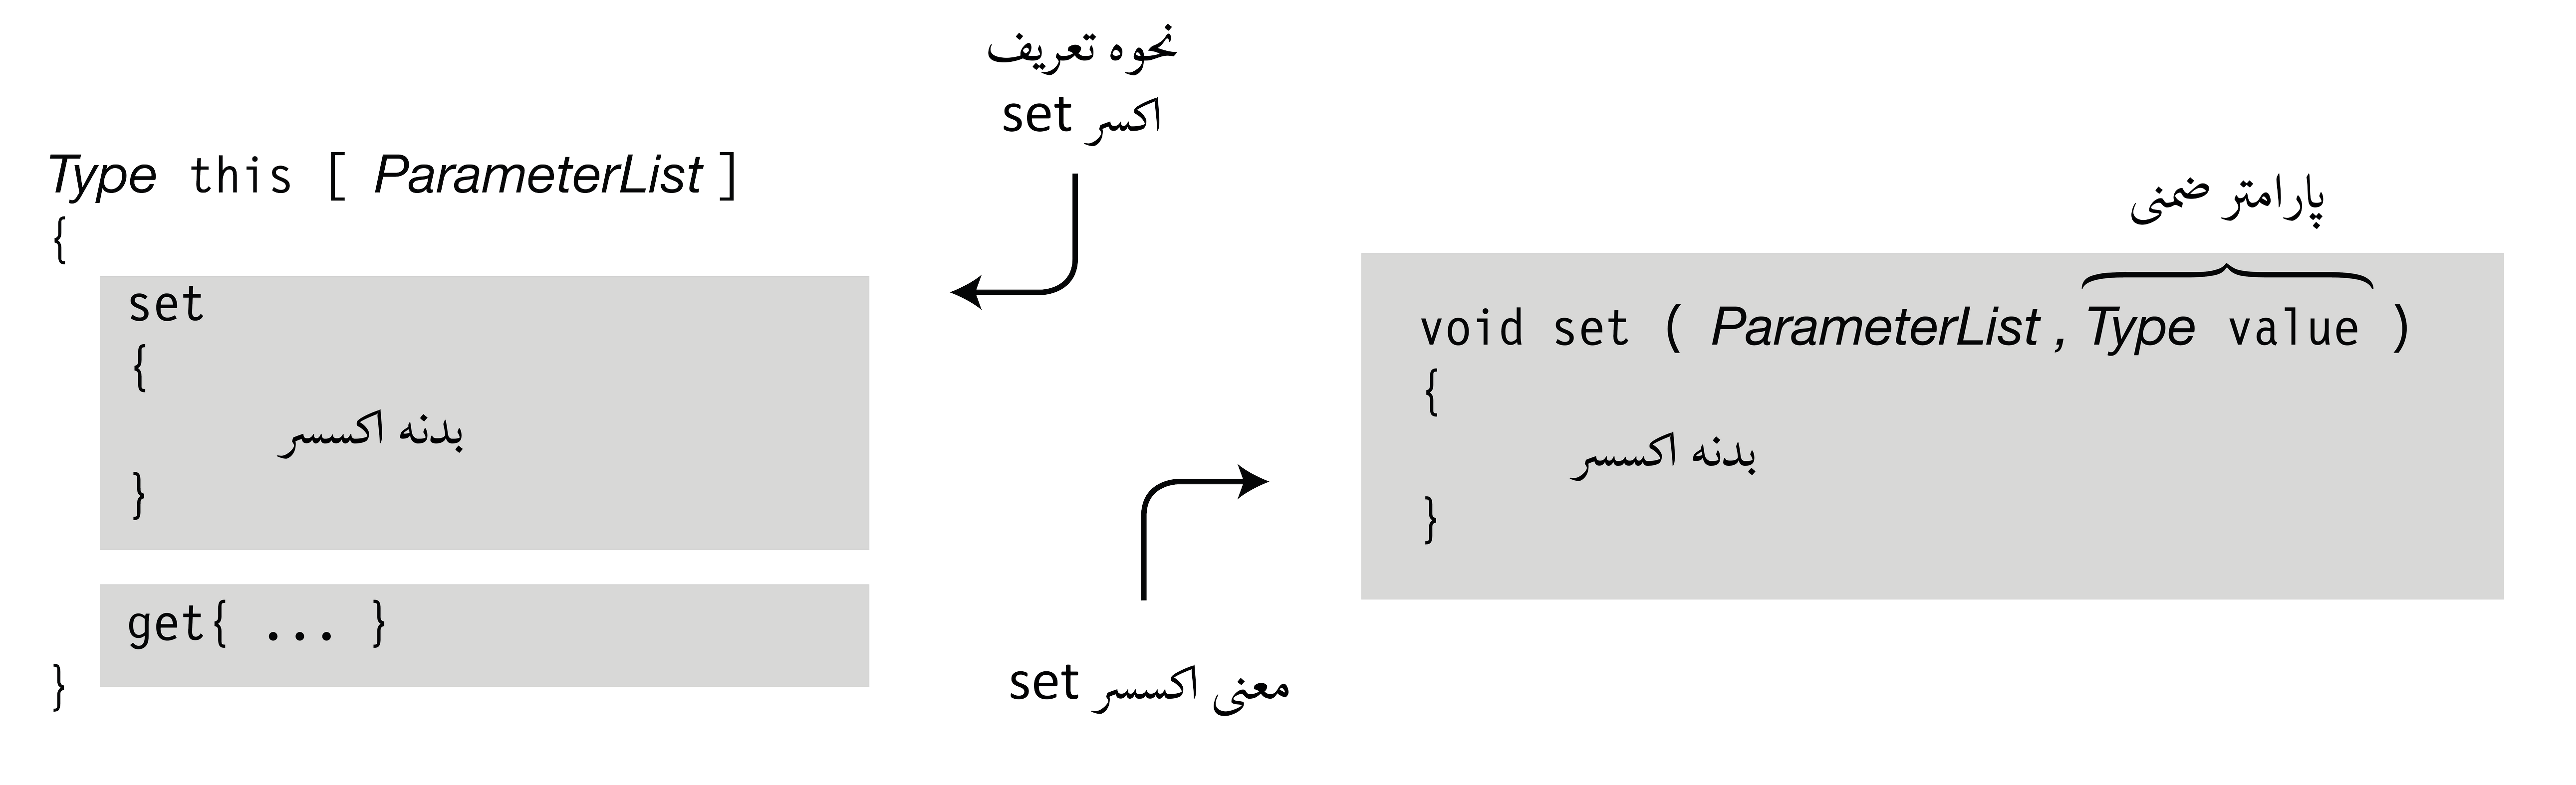 نحوه تعریف
اکسر set
Type this [ ParameterList ]
{
set
{
بدنه اکسسر
}
get{ ... }
}
معنی اکسسر set
پارامتر ضمنی
void set ( ParameterList , Type value )
{
بدنه اکسسر
}